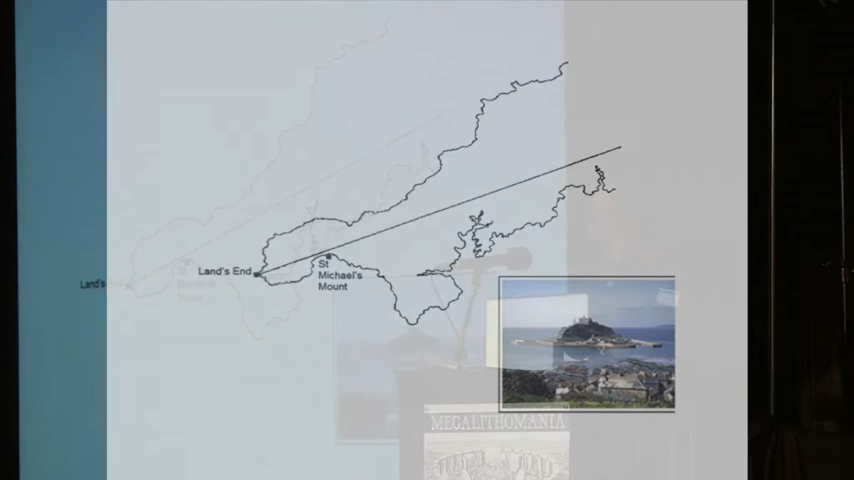 Land's End
St
Michael's
Mount
Land's
MEGALITHOMANIA